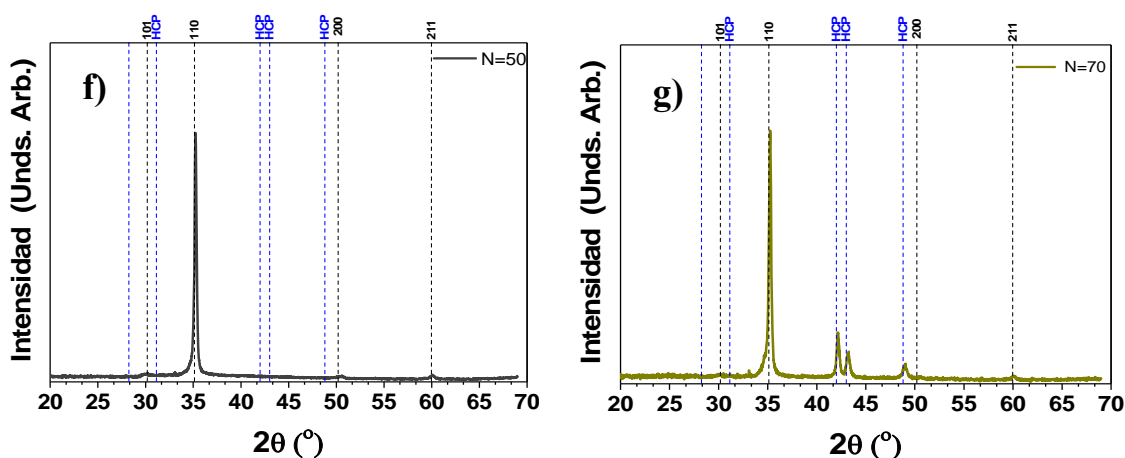 101 HCP 110 HCP HCP HCP 200 211
f)
N=50
Intensidad (Unds. Arb.)
20 25 30 35 40 45 50 55 60 65 70
2θ (°)
101 HCP 110 HCP HCP HCP 200 211
g)
N=70
Intensidad (Unds. Arb.)
20 25 30 35 40 45 50 55 60 65 70
2θ (°)